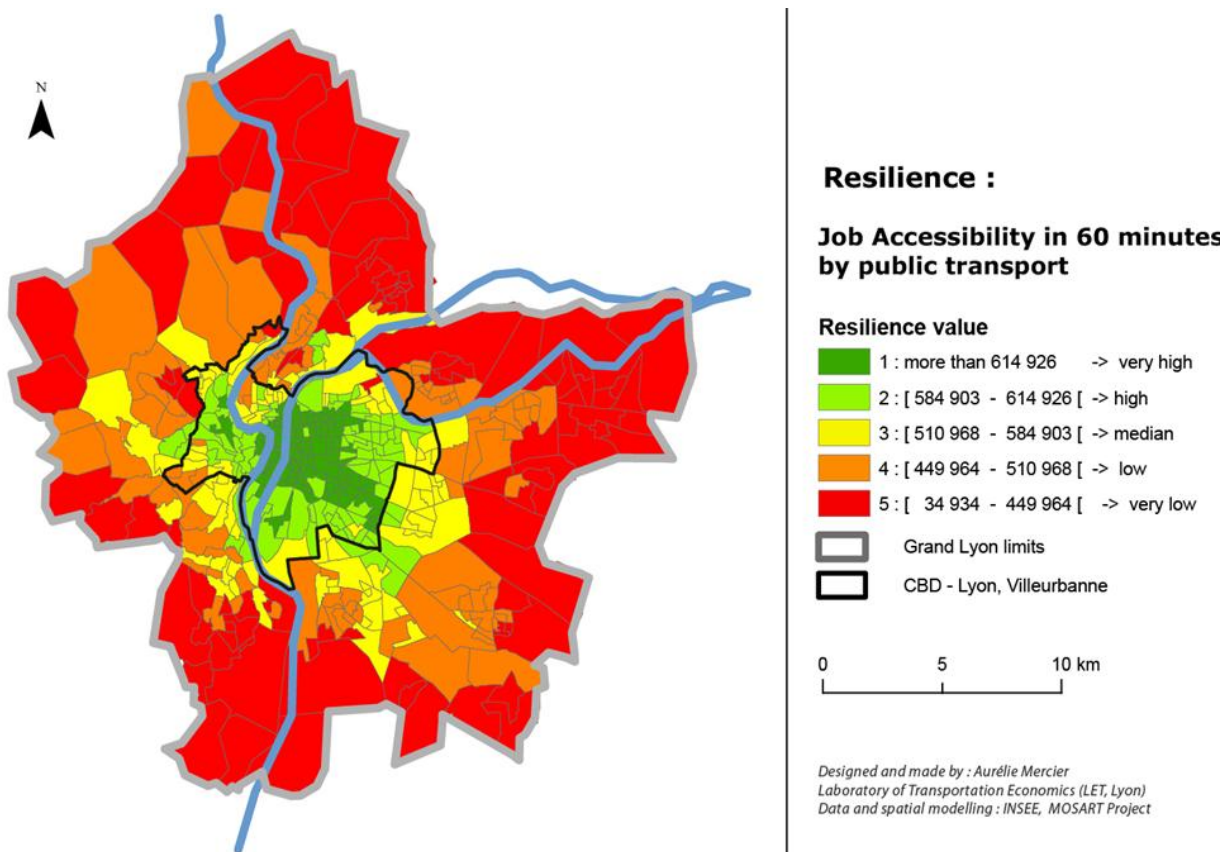 N
Resilience :
Job Accessibility in 60 minutes
by public transport
Resilience value
1 : more than 614 926 -> very high
2 : [ 584 903 - 614 926 [ -> high
3 : [ 510 968 - 584 903 [ -> median
4 : [ 449 964 - 510 968 [ -> low
5 : [ 34 934 - 449 964 [ -> very low
Grand Lyon limits
CBD - Lyon, Villeurbanne
0 5 10 km
Designed and made by : Aurélie Mercier
Laboratory of Transportation Economics (LET, Lyon)
Data and spatial modelling : INSEE, MOSART Project